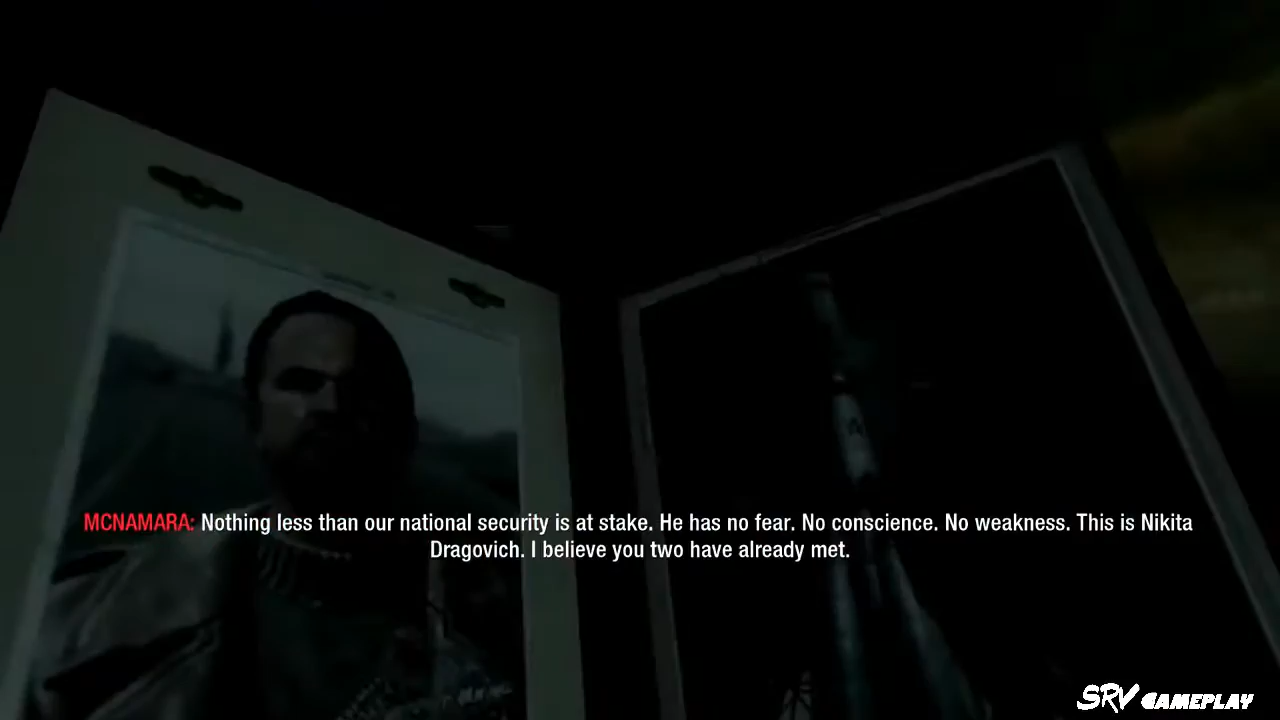 MCNAMARA: Nothing less than our national security is at stake. He has no fear. No conscience. No weakness. This is Nikita
Dragovich. I believe you two have already met.
SRV GAMEPLAY